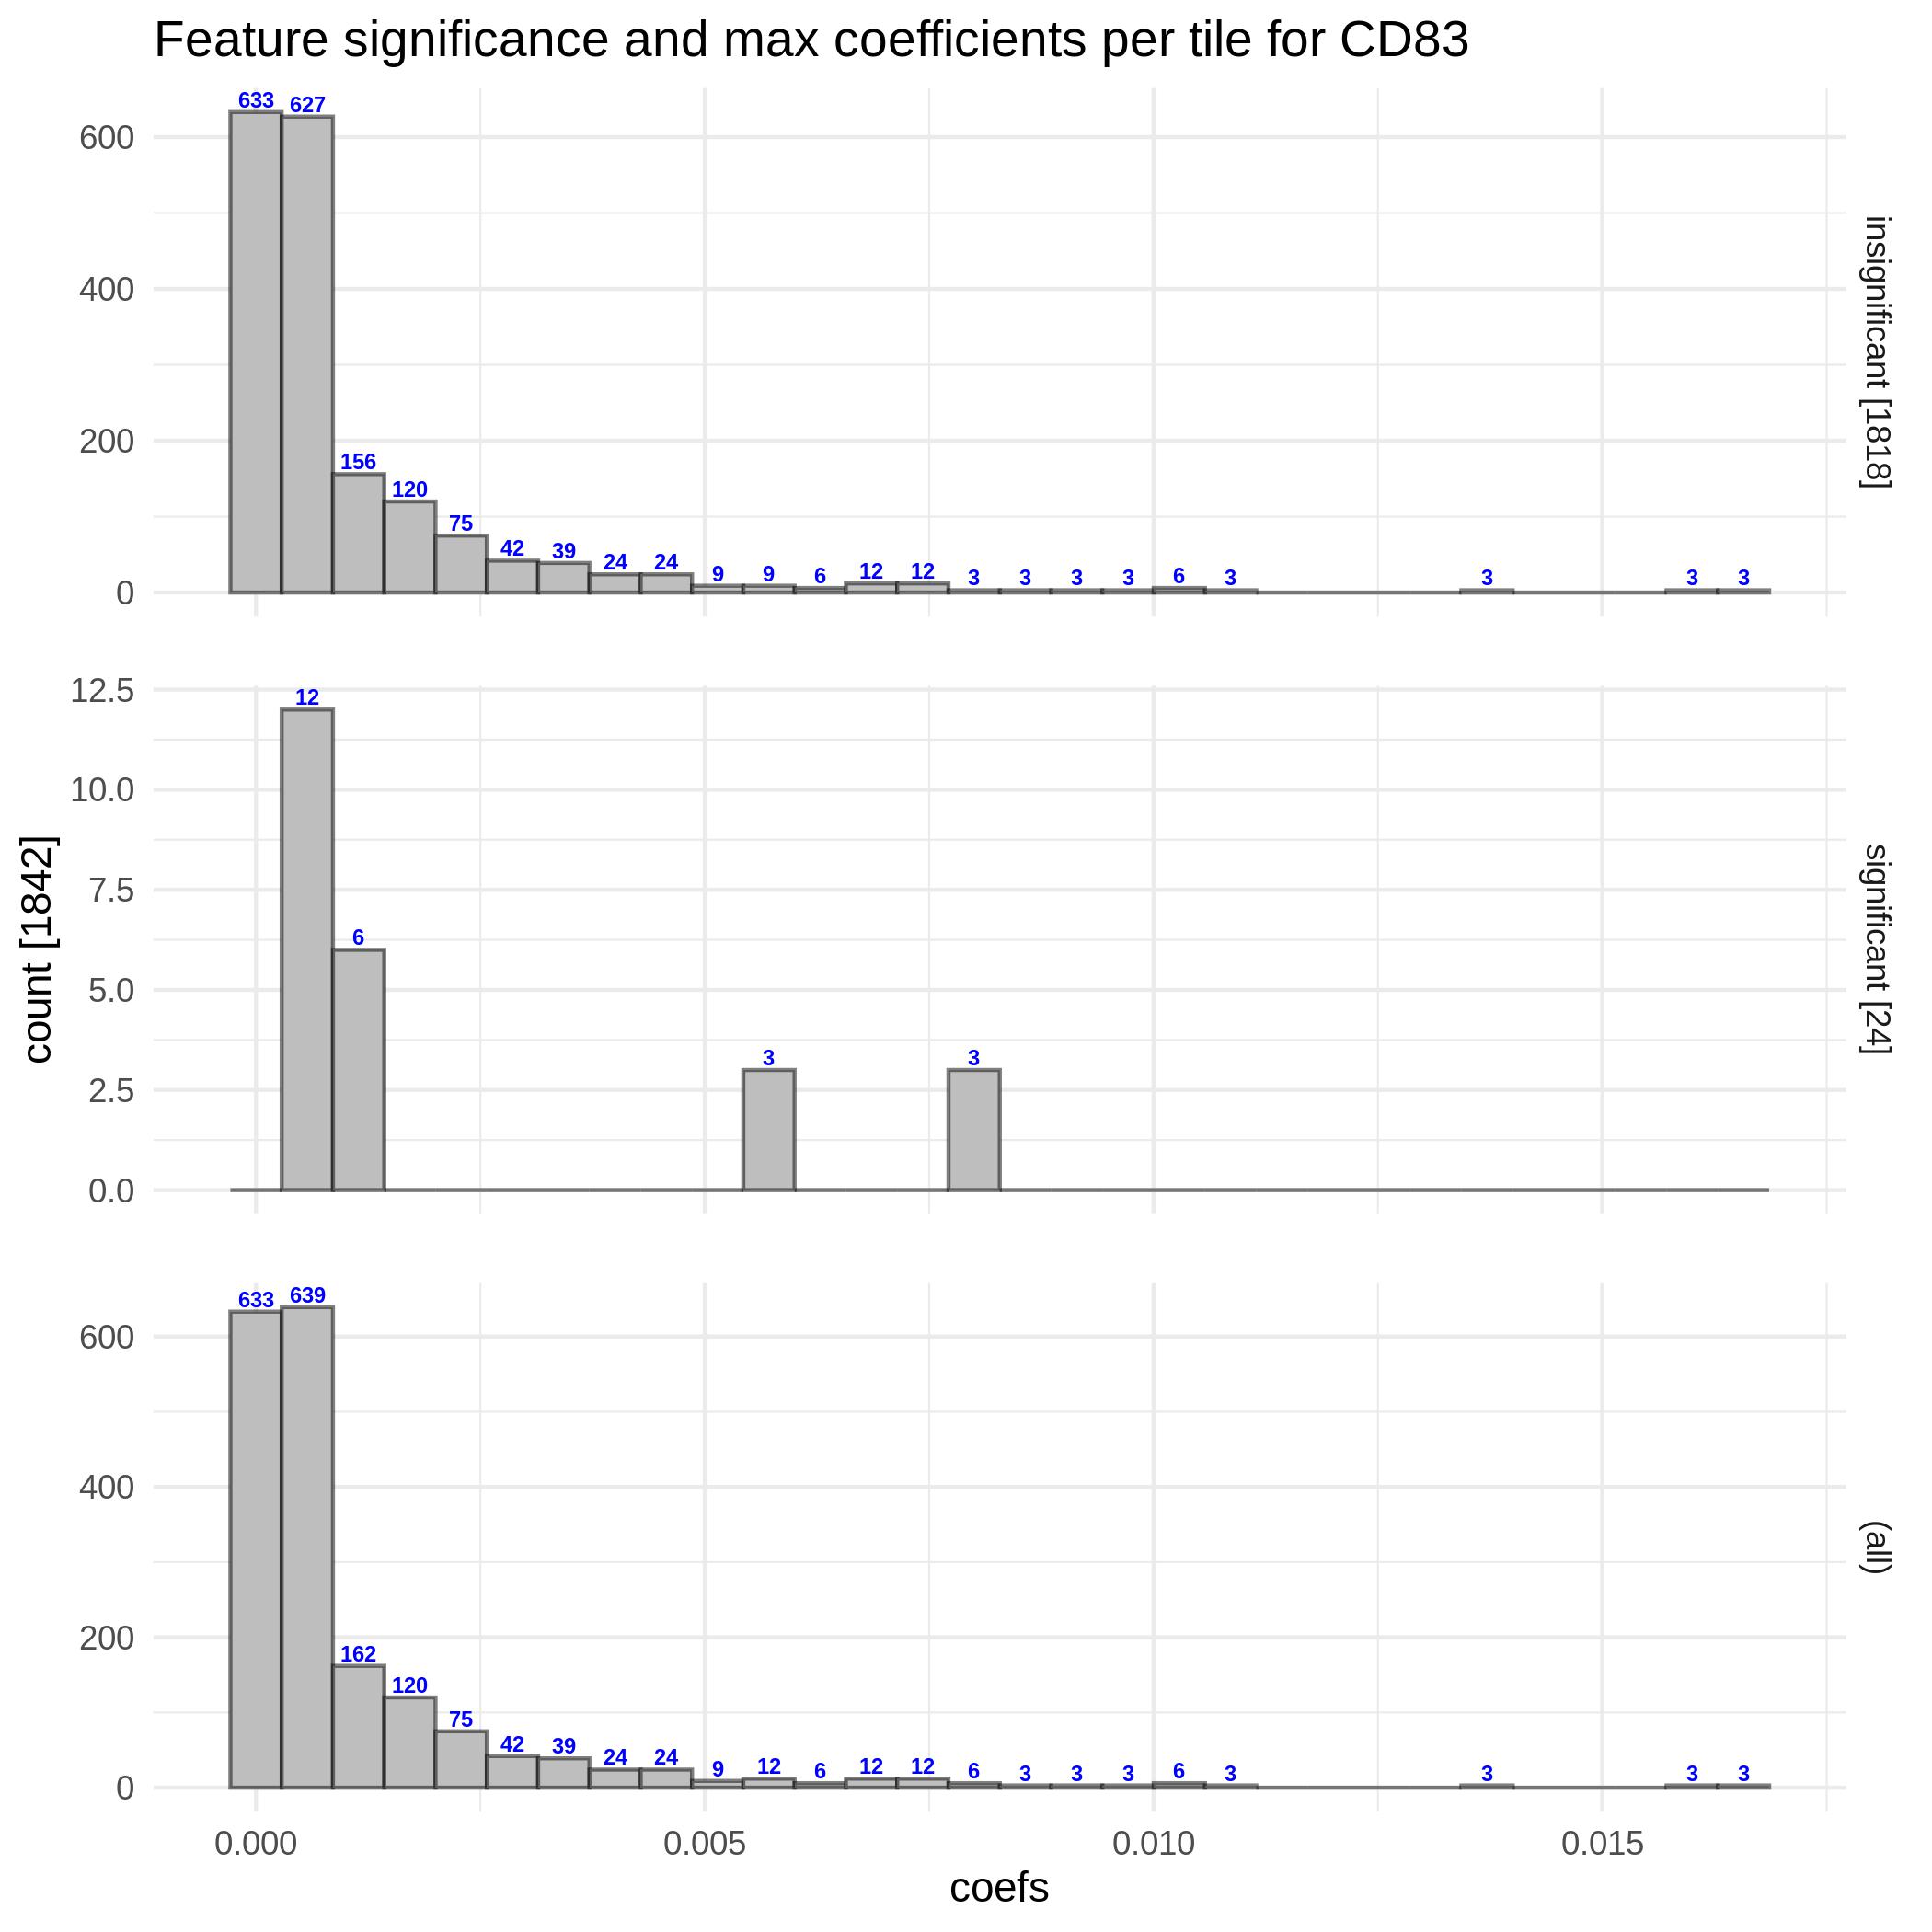 Feature significance and max coefficients per tile for CD83
633 627 156 120 75 42 39 24 24 9 9 6 12 12 3 3 3 3 6 3 3 3 3
600
400
200
0
insignificant [1818]
12 6 3 3
12.5
10.0
7.5
5.0
2.5
0.0
significant [24]
count [1842]
633 639 162 120 75 42 39 24 24 9 12 6 12 12 6 3 3 3 6 3 3 3 3
600
400
200
0
(all)
0.000 0.005 0.010 0.015
coefs